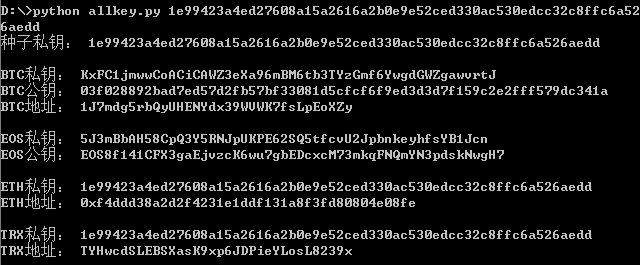 D:\>python allkey.py 1e99423a4ed27608a15a2616a2b0e9e52ced330ac530edcc32c8ffc6a52
6aedd
种子私钥： 1e99423a4ed27608a15a2616a2b0e9e52ced330ac530edcc32c8ffc6a526aedd
BTC私钥： KxFC1jmwwCoACiCAWZ3eXa96mBM6tb3TYzGmf6YwgdGWZgawvrtJ
BTC公钥： 03f028892bad7ed57d2fb57bf33081d5cfcf6f9ed3d3d7f159c2e2fff579dc341a
BTC地址： 1J7mdg5rbQyUHENYdx39WVWK7fsLpEoXZy
EOS私钥： 5J3mBbAH58CpQ3Y5RNJpUKPE62SQ5tfcvU2JpbnkeyhfsYB1Jcn
EOS公钥： EOS8f141CFX3gaEjvzcK6wu7gbEDcxcM73mkqFNQmYN3pdskNwgH7
ETH私钥： 1e99423a4ed27608a15a2616a2b0e9e52ced330ac530edcc32c8ffc6a526aedd
ETH地址： 0xf4ddd38a2d2f4231e1ddf131a8f3fd80804e08fe
TRX私钥： 1e99423a4ed27608a15a2616a2b0e9e52ced330ac530edcc32c8ffc6a526aedd
TRX地址： TYHwcdSLEBSXasK9xp6JDPieYLosL8239x